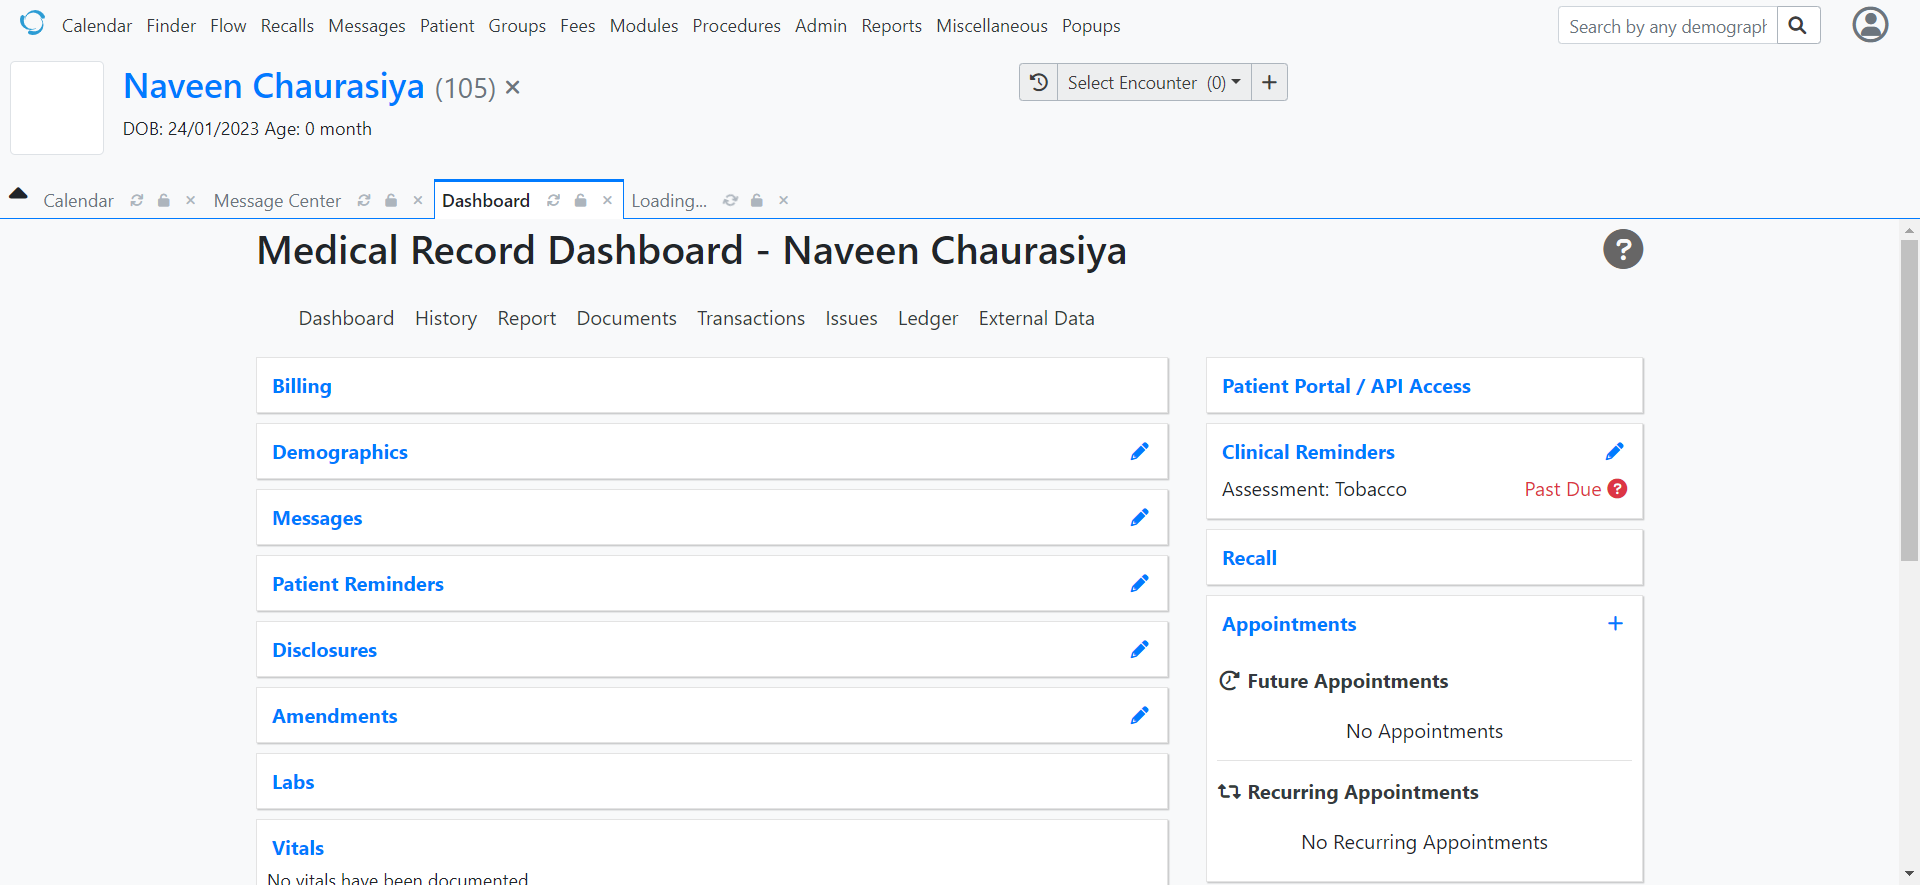 Calendar Finder Flow Recalls Messages Patient Groups Fees Modules Procedures Admin Reports Miscellaneous Popups
Search by any demograph
Naveen Chaurasiya (105) ×
DOB: 24/01/2023 Age: 0 month
Select Encounter (0)
Calendar
Message Center
Dashboard
Loading...
Medical Record Dashboard - Naveen Chaurasiya
Dashboard History Report Documents Transactions Issues Ledger External Data
Billing
Demographics
Messages
Patient Reminders
Disclosures
Amendments
Labs
Vitals
No vitals have been documented
Patient Portal / API Access
Clinical Reminders
Assessment: Tobacco Past Due
Recall
Appointments
Future Appointments
No Appointments
Recurring Appointments
No Recurring Appointments